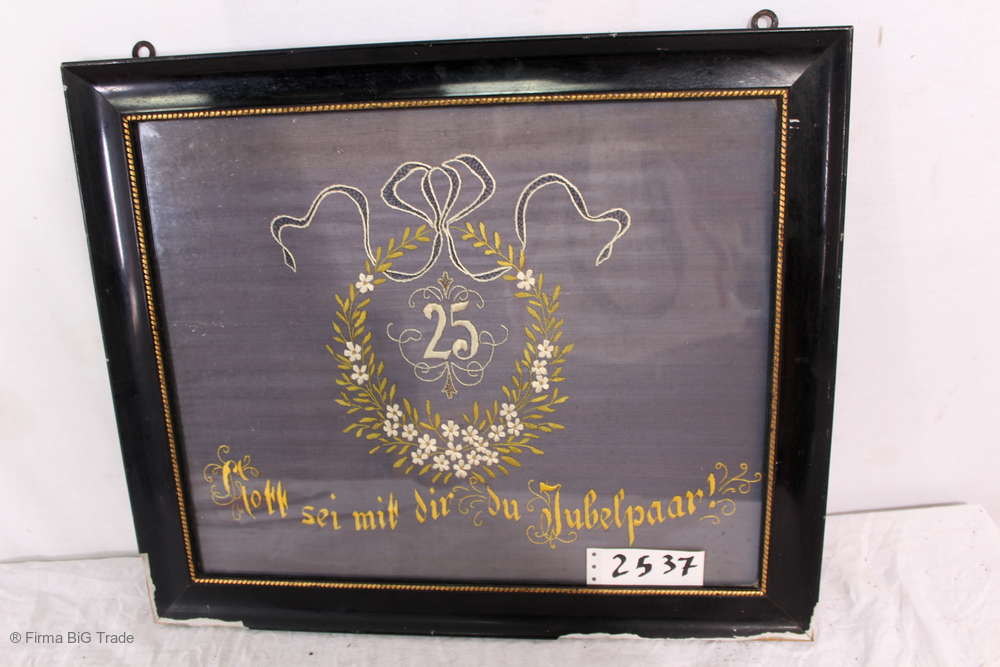 25
Gott sei mit dir du Jubelpaar!
2537
® Firma BiG Trade